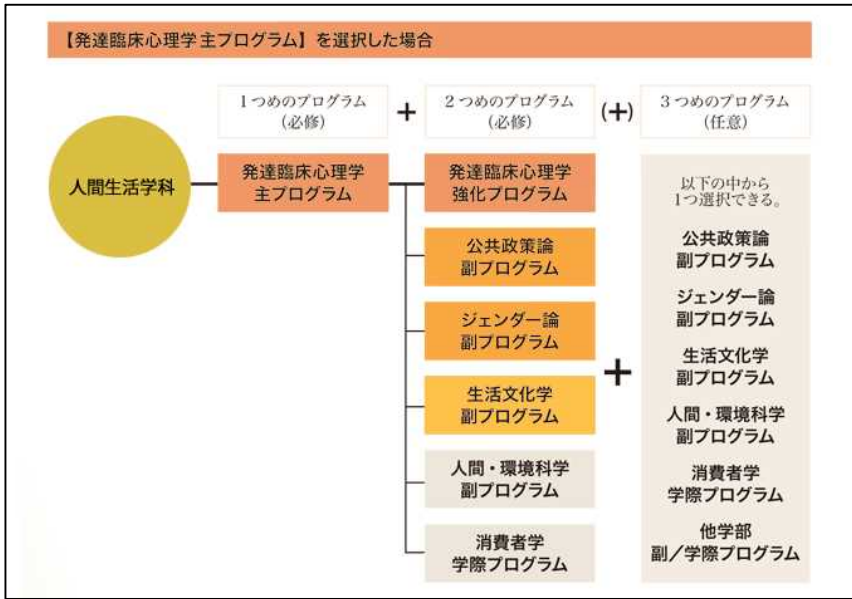 【発達臨床心理学主プログラム】を選択した場合
1つめのプログラム
(必修)
+
2つめのプログラム
(必修)
(+)
3つめのプログラム
(任意)
人間生活学科
発達臨床心理学
主プログラム
発達臨床心理学
強化プログラム
公共政策論
副プログラム
ジェンダー論
副プログラム
生活文化学
副プログラム
人間・環境科学
副プログラム
消費者学
学際プログラム
+
以下の中から
1つ選択できる。
公共政策論
副プログラム
ジェンダー論
副プログラム
生活文化学
副プログラム
人間・環境科学
副プログラム
消費者学
学際プログラム
他学部
副/学際プログラム